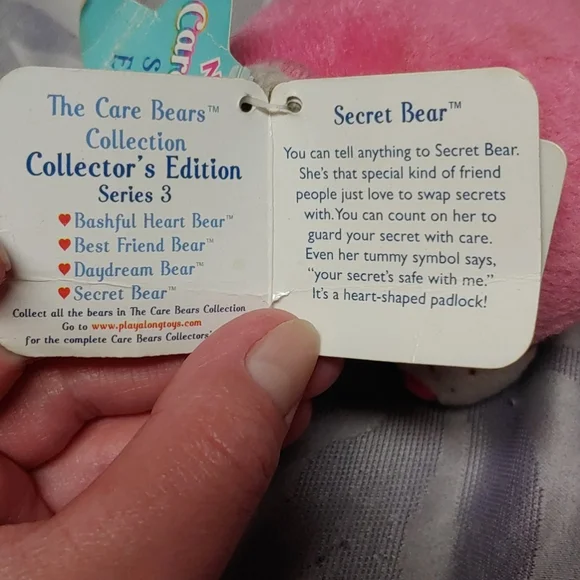 The Care Bears™
Collection
Collector's Edition
Series 3
Bashful Heart Bear™
Best Friend Bear™
Daydream Bear™
Secret Bear™
Collect all the bears in The Care Bears Collection
Go to www.playalongtoys.com
for the complete Care Bears Collectors'
Secret Bear™
You can tell anything to Secret Bear.
She's that special kind of friend
people just love to swap secrets
with.You can count on her to
guard your secret with care.
Even her tummy symbol says,
"your secret's safe with me."
It's a heart-shaped padlock!